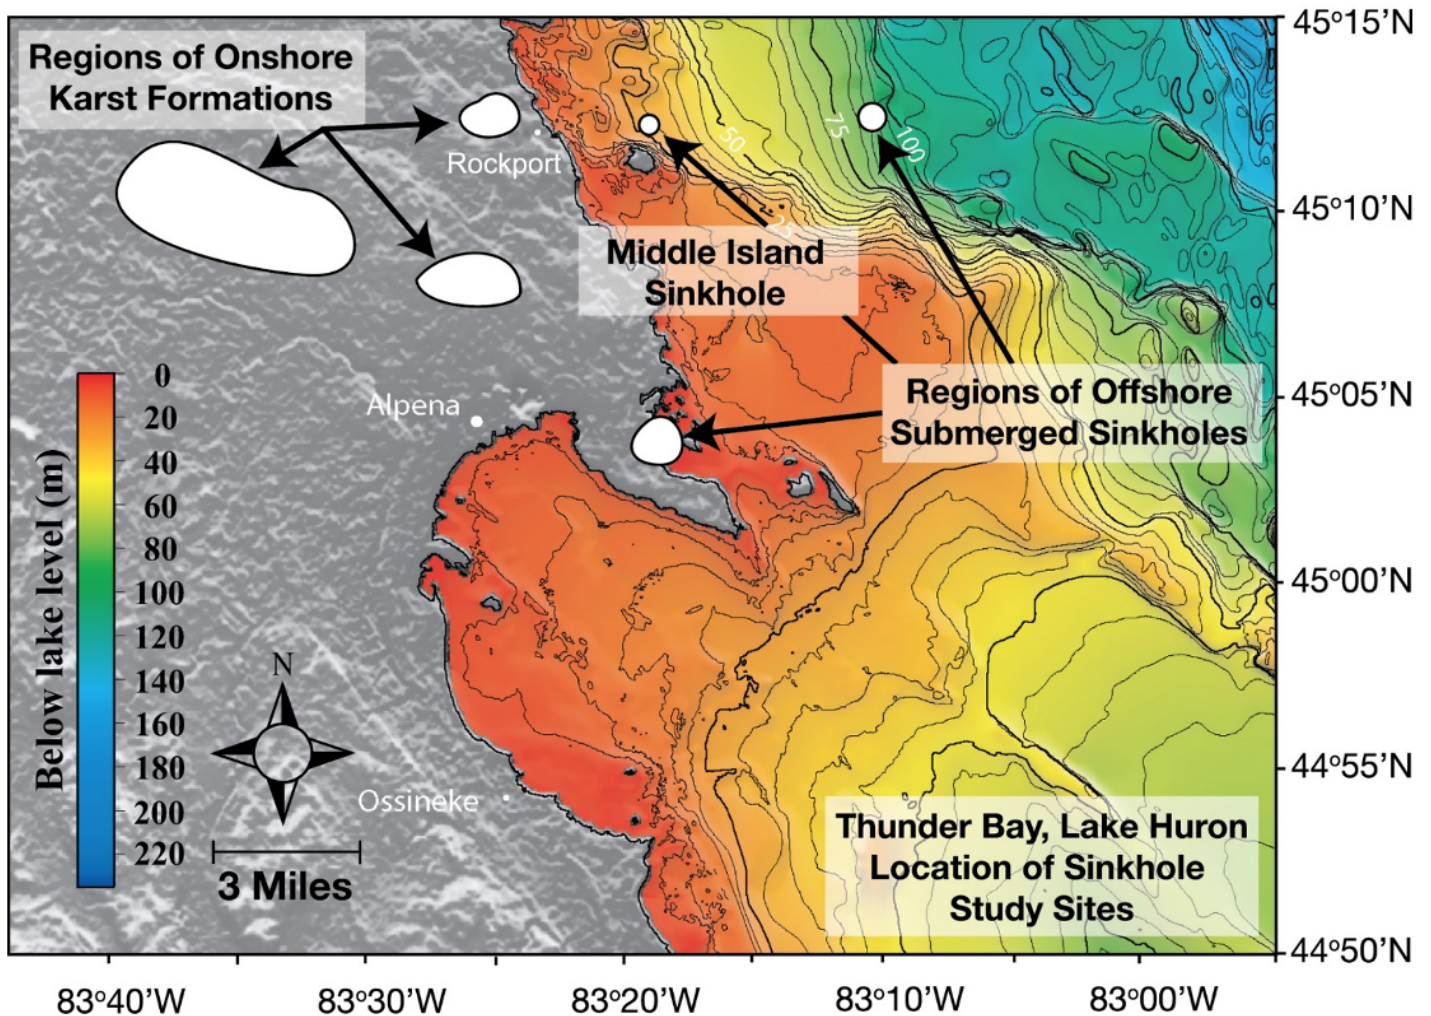 Regions of Onshore
Karst Formations
Rockport
50
75
100
25
Middle Island
Sinkhole
Regions of Offshore
Submerged Sinkholes
Alpena
Ossineke
Below lake level (m)
0
20
40
60
80
100
120
140
160
180
200
220
N
3 Miles
Thunder Bay, Lake Huron
Location of Sinkhole
Study Sites
45°15'N
45°10'N
45°05'N
45°00'N
44°55'N
44°50'N
83°40'W
83°30'W
83°20'W
83°10'W
83°00'W